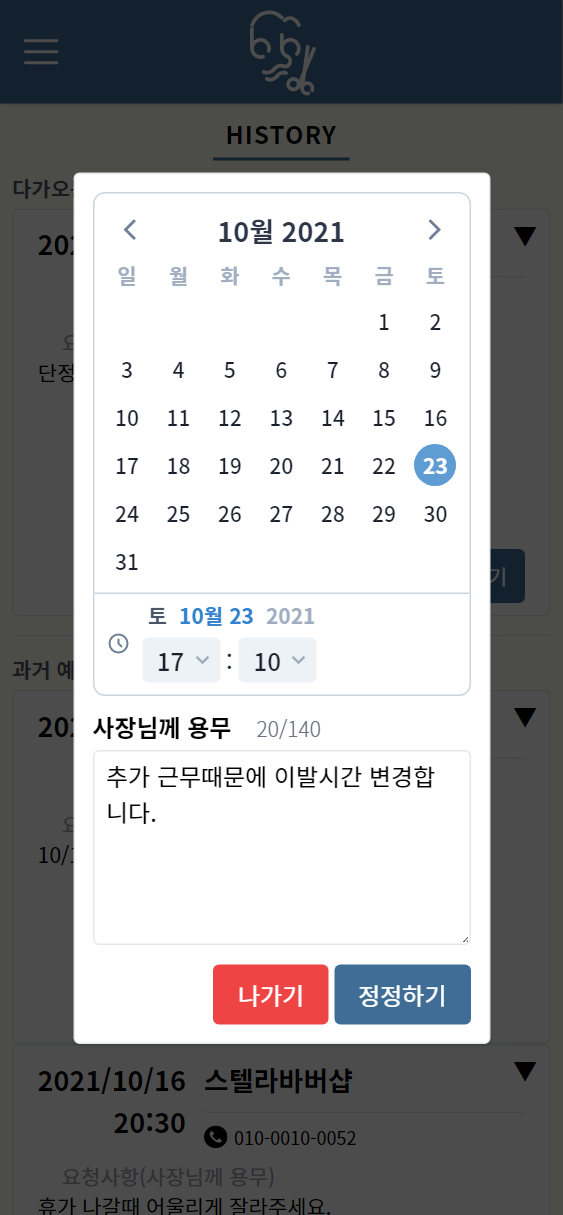 HISTORY
다가오
10월 2021
일 월 화 수 목 금 토
1 2
3 4 5 6 7 8 9
10 11 12 13 14 15 16
17 18 19 20 21 22 23
24 25 26 27 28 29 30
31
토 10월 23 2021
17 : 10
기
과거 예
사장님께 용무 20/140
추가 근무때문에 이발시간 변경합
니다.
나가기 정정하기
단정
2021/10/16 스텔라바버샵
20:30
010-0010-0052
요청사항(사장님께 용무)
휴가 나갈때 어울리게 잘라주세요.